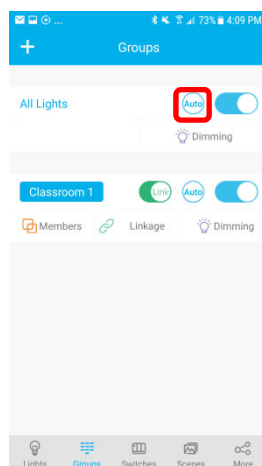 73% 4:09 PM
+ Groups
All Lights Auto
Dimming
Classroom 1 Link Auto
Members Linkage Dimming
Lights Groups Switches Scenes More